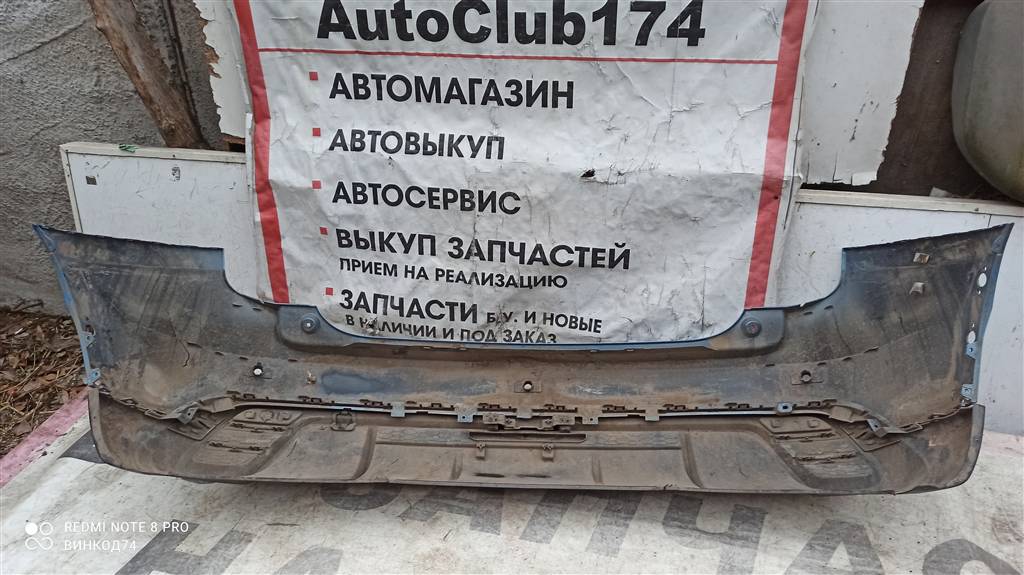 AutoClub174
АВТОМАГАЗИН
АВТОВЫКУП
АВТОСЕРВИС
ВЫКУП ЗАПЧАСТЕЙ
ПРИЕМ НА РЕАЛИЗАЦИЮ
ЗАПЧАСТИ Б.У. И НОВЫЕ
В НАЛИЧИИ И ПОД ЗАКАЗ
REDMI NOTE 8 PRO
ВИНКОД74